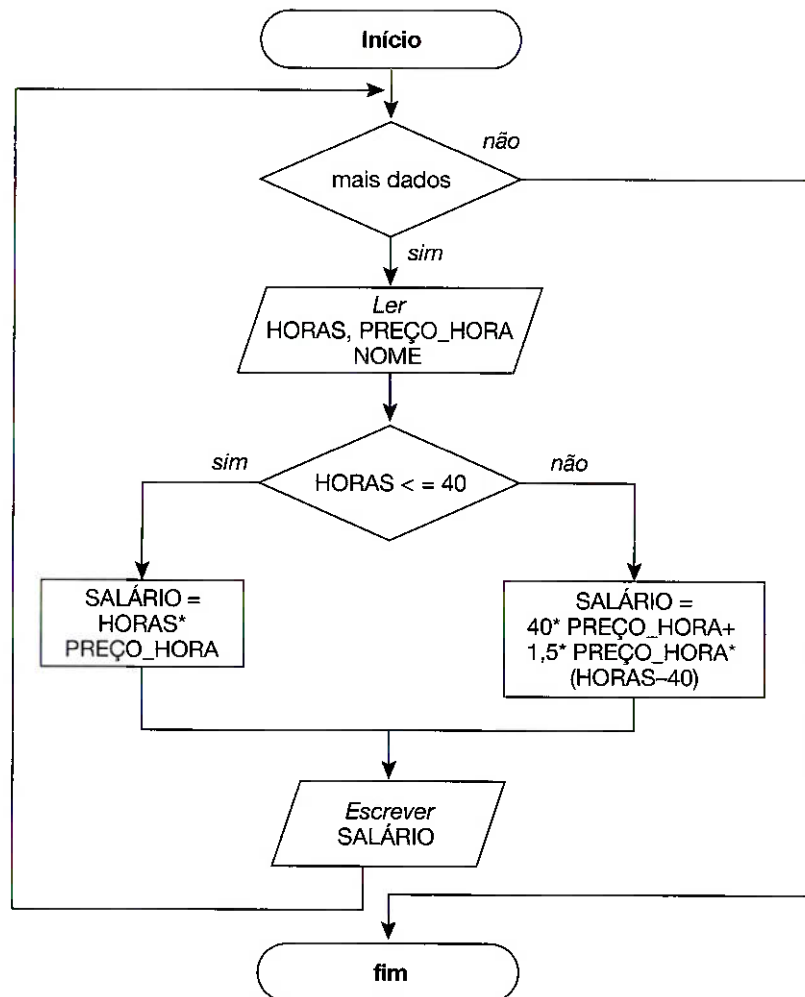 Início
não
mais dados
sim
Ler
HORAS, PREÇO_HORA
NOME
sim
não
HORAS < = 40
SALÁRIO =
HORAS*
PREÇO_HORA
SALÁRIO =
40* PREÇO_HORA+
1,5* PREÇO_HORA*
(HORAS–40)
Escrever
SALÁRIO
fim